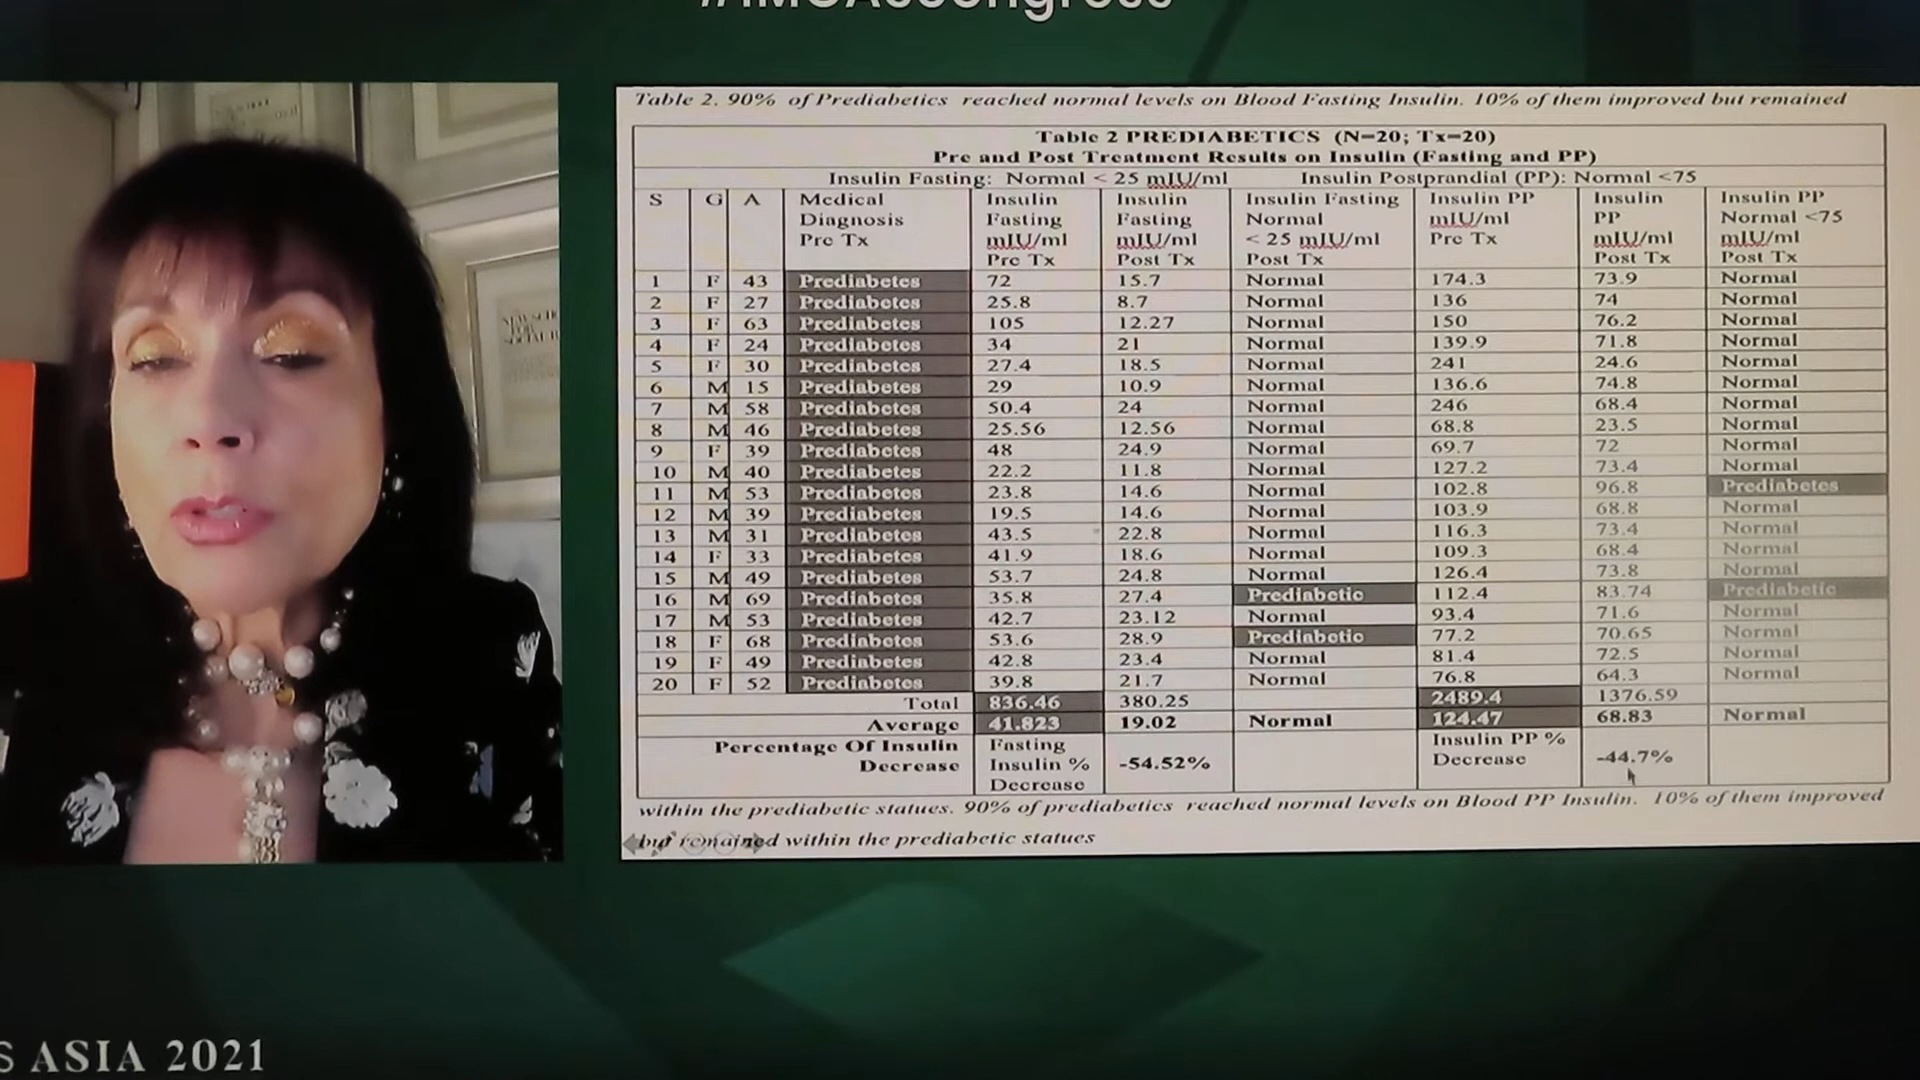 Table 2. 90% of Prediabetics reached normal levels on Blood Fasting Insulin. 10% of them improved but remained
Table 2 PREDIABETICS (N=20; Tx=20)
Pre and Post Treatment Results on Insulin (Fasting and PP)
Insulin Fasting: Normal < 25 mIU/ml Insulin Postprandial (PP): Normal <75
S G A Medical Diagnosis Pre Tx Insulin Fasting mIU/ml Pre Tx Insulin Fasting mIU/ml Post Tx Insulin Fasting Normal < 25 mIU/ml Post Tx Insulin PP mIU/ml Pre Tx Insulin PP mIU/ml Post Tx Insulin PP Normal <75 mIU/ml Post Tx
1 F 43 Prediabetes 72 15.7 Normal 174.3 73.9 Normal
2 F 27 Prediabetes 25.8 8.7 Normal 136 74 Normal
3 F 63 Prediabetes 105 12.27 Normal 150 76.2 Normal
4 F 24 Prediabetes 34 21 Normal 139.9 71.8 Normal
5 F 30 Prediabetes 27.4 18.5 Normal 241 24.6 Normal
6 M 15 Prediabetes 29 10.9 Normal 136.6 74.8 Normal
7 M 58 Prediabetes 50.4 24 Normal 246 68.4 Normal
8 M 46 Prediabetes 25.56 12.56 Normal 68.8 23.5 Normal
9 F 39 Prediabetes 48 24.9 Normal 69.7 72 Normal
10 M 40 Prediabetes 22.2 11.8 Normal 127.2 73.4 Normal
11 M 53 Prediabetes 23.8 14.6 Normal 102.8 96.8 Prediabetes
12 M 39 Prediabetes 19.5 14.6 Normal 103.9 68.8 Normal
13 M 31 Prediabetes 43.5 22.8 Normal 116.3 73.4 Normal
14 F 33 Prediabetes 41.9 18.6 Normal 109.3 68.4 Normal
15 M 49 Prediabetes 53.7 24.8 Normal 126.4 73.8 Normal
16 M 69 Prediabetes 35.8 27.4 Prediabetic 112.4 83.74 Prediabetic
17 M 53 Prediabetes 42.7 23.12 Normal 93.4 71.6 Normal
18 F 68 Prediabetes 53.6 28.9 Prediabetic 77.2 70.65 Normal
19 F 49 Prediabetes 42.8 23.4 Normal 81.4 72.5 Normal
20 F 52 Prediabetes 39.8 21.7 Normal 76.8 64.3 Normal
Total 836.46 380.25 2489.4 1376.59
Average 41.823 19.02 Normal 124.47 68.83 Normal
Percentage Of Insulin Decrease Fasting Insulin % Decrease -54.52% Insulin PP % Decrease -44.7%
within the prediabetic statues. 90% of prediabetics reached normal levels on Blood PP Insulin. 10% of them improved
but remained within the prediabetic statues
S ASIA 2021